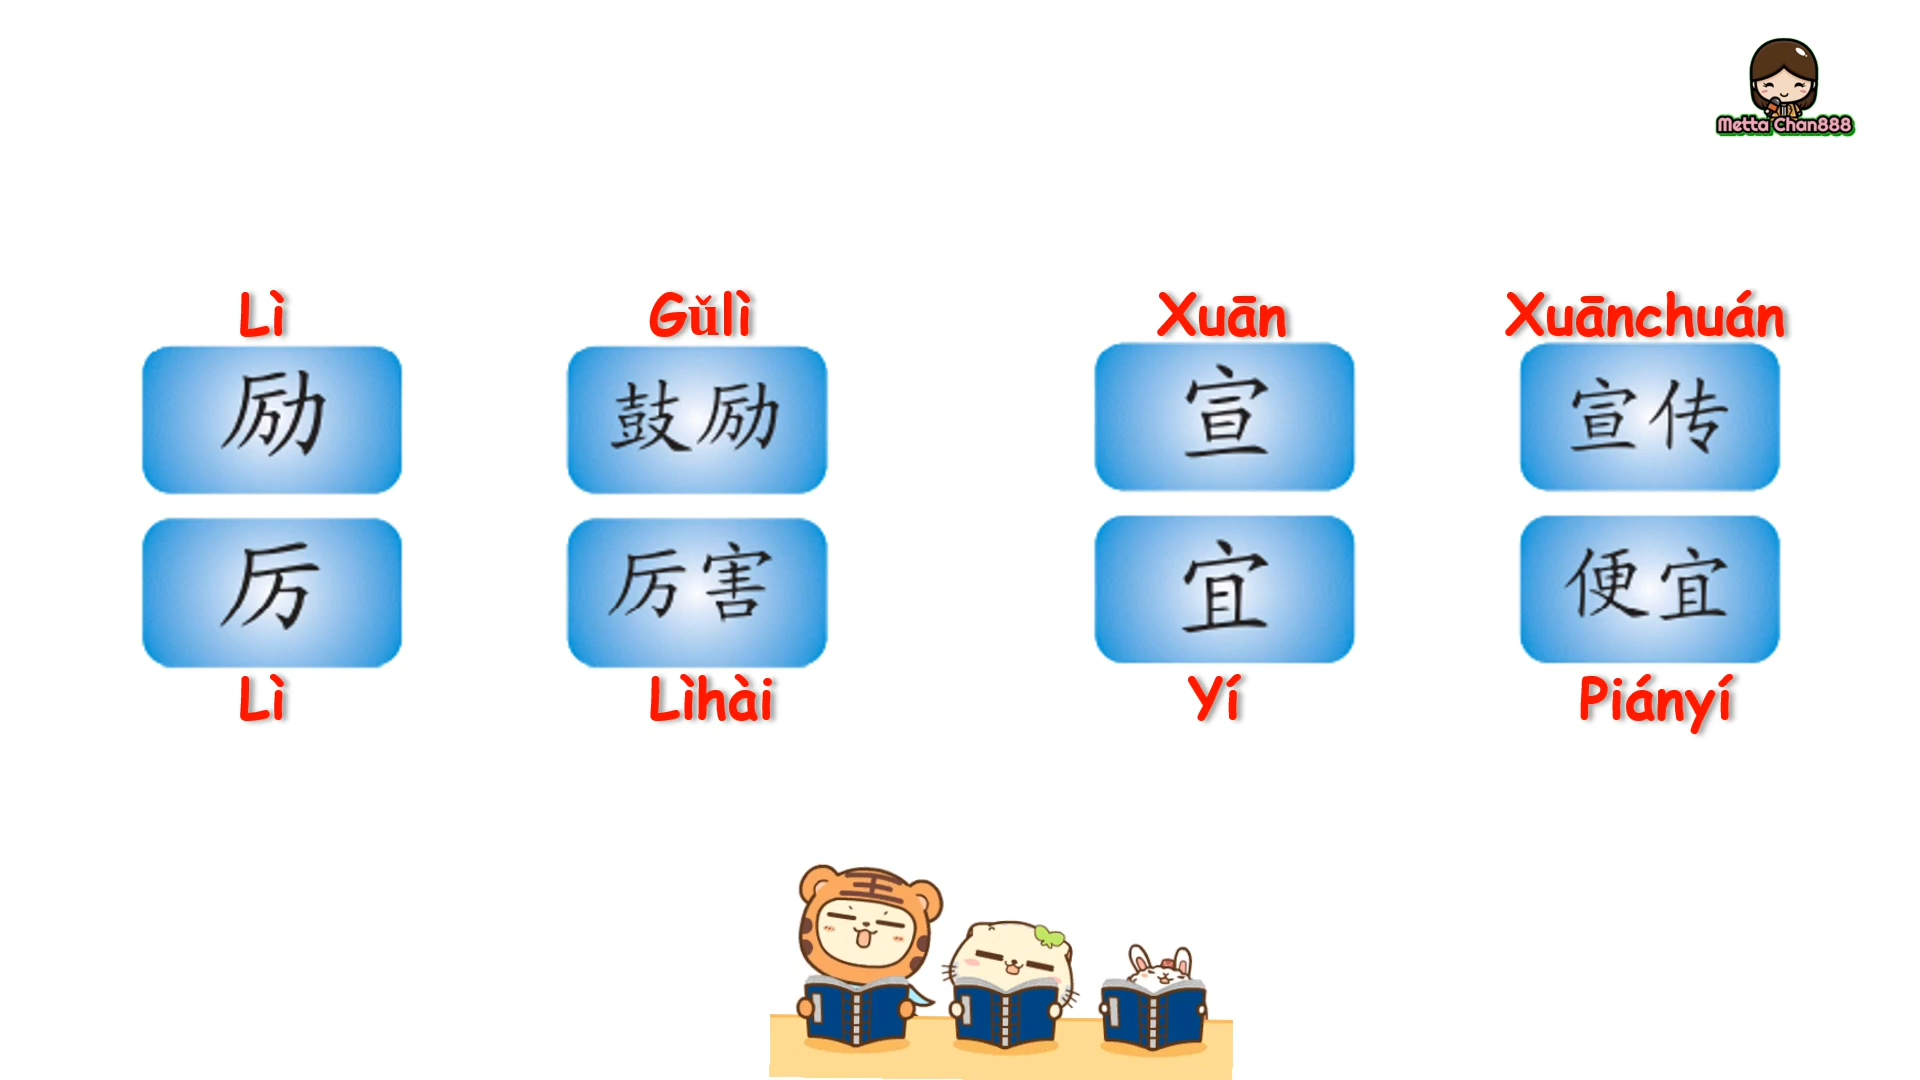 Metta Chan888
Lì Gǔlì Xuān Xuānchuán
励 鼓励 宣 宣传
厉 厉害 宜 便宜
Lì Lìhài Yí Piányí
王